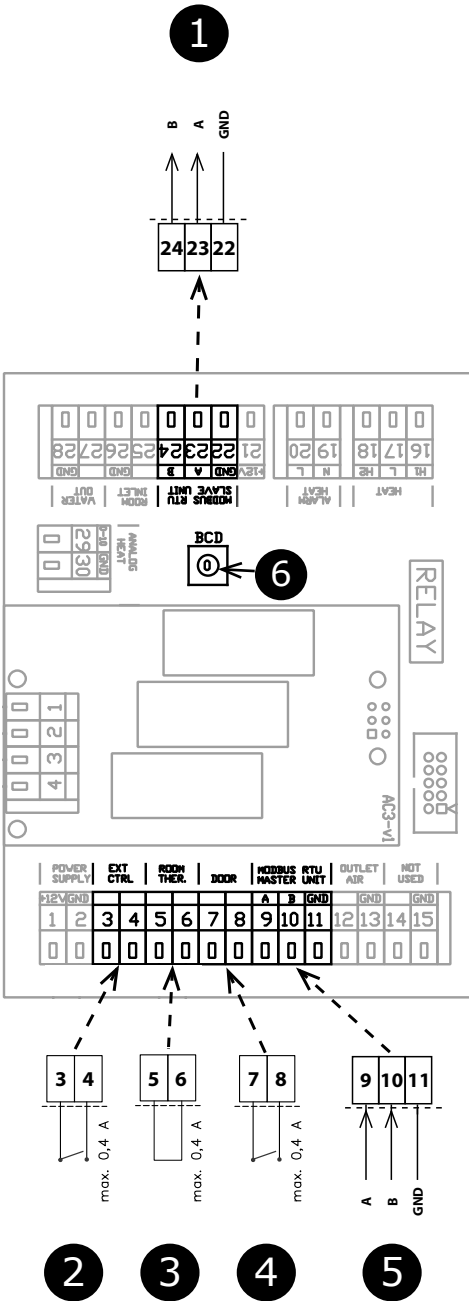 1
B A GND
24 23 22
28 27 26 25 24 23 22 21
GND GND B A GND +12V
WATER OUT
ROOM INLET
MODBUS RTU SLAVE UNIT
20 19 18 17 16
L N H2 L H1
ALARM HEAT
HEAT
29 30
0-10 GND
ANALOG HEAT
BCD
0
6
RELAY
1
2
3
4
AC3-v1
POWER SUPPLY
EXT CTRL
ROOM THER.
DOOR
MODBUS RTU MASTER UNIT
OUTLET AIR
NOT USED
+12V GND A B GND GND GND
1 2 3 4 5 6 7 8 9 10 11 12 13 14 15
3 4
5 6
7 8
9 10 11
max. 0,4 A
max. 0,4 A
max. 0,4 A
A B GND
2
3
4
5